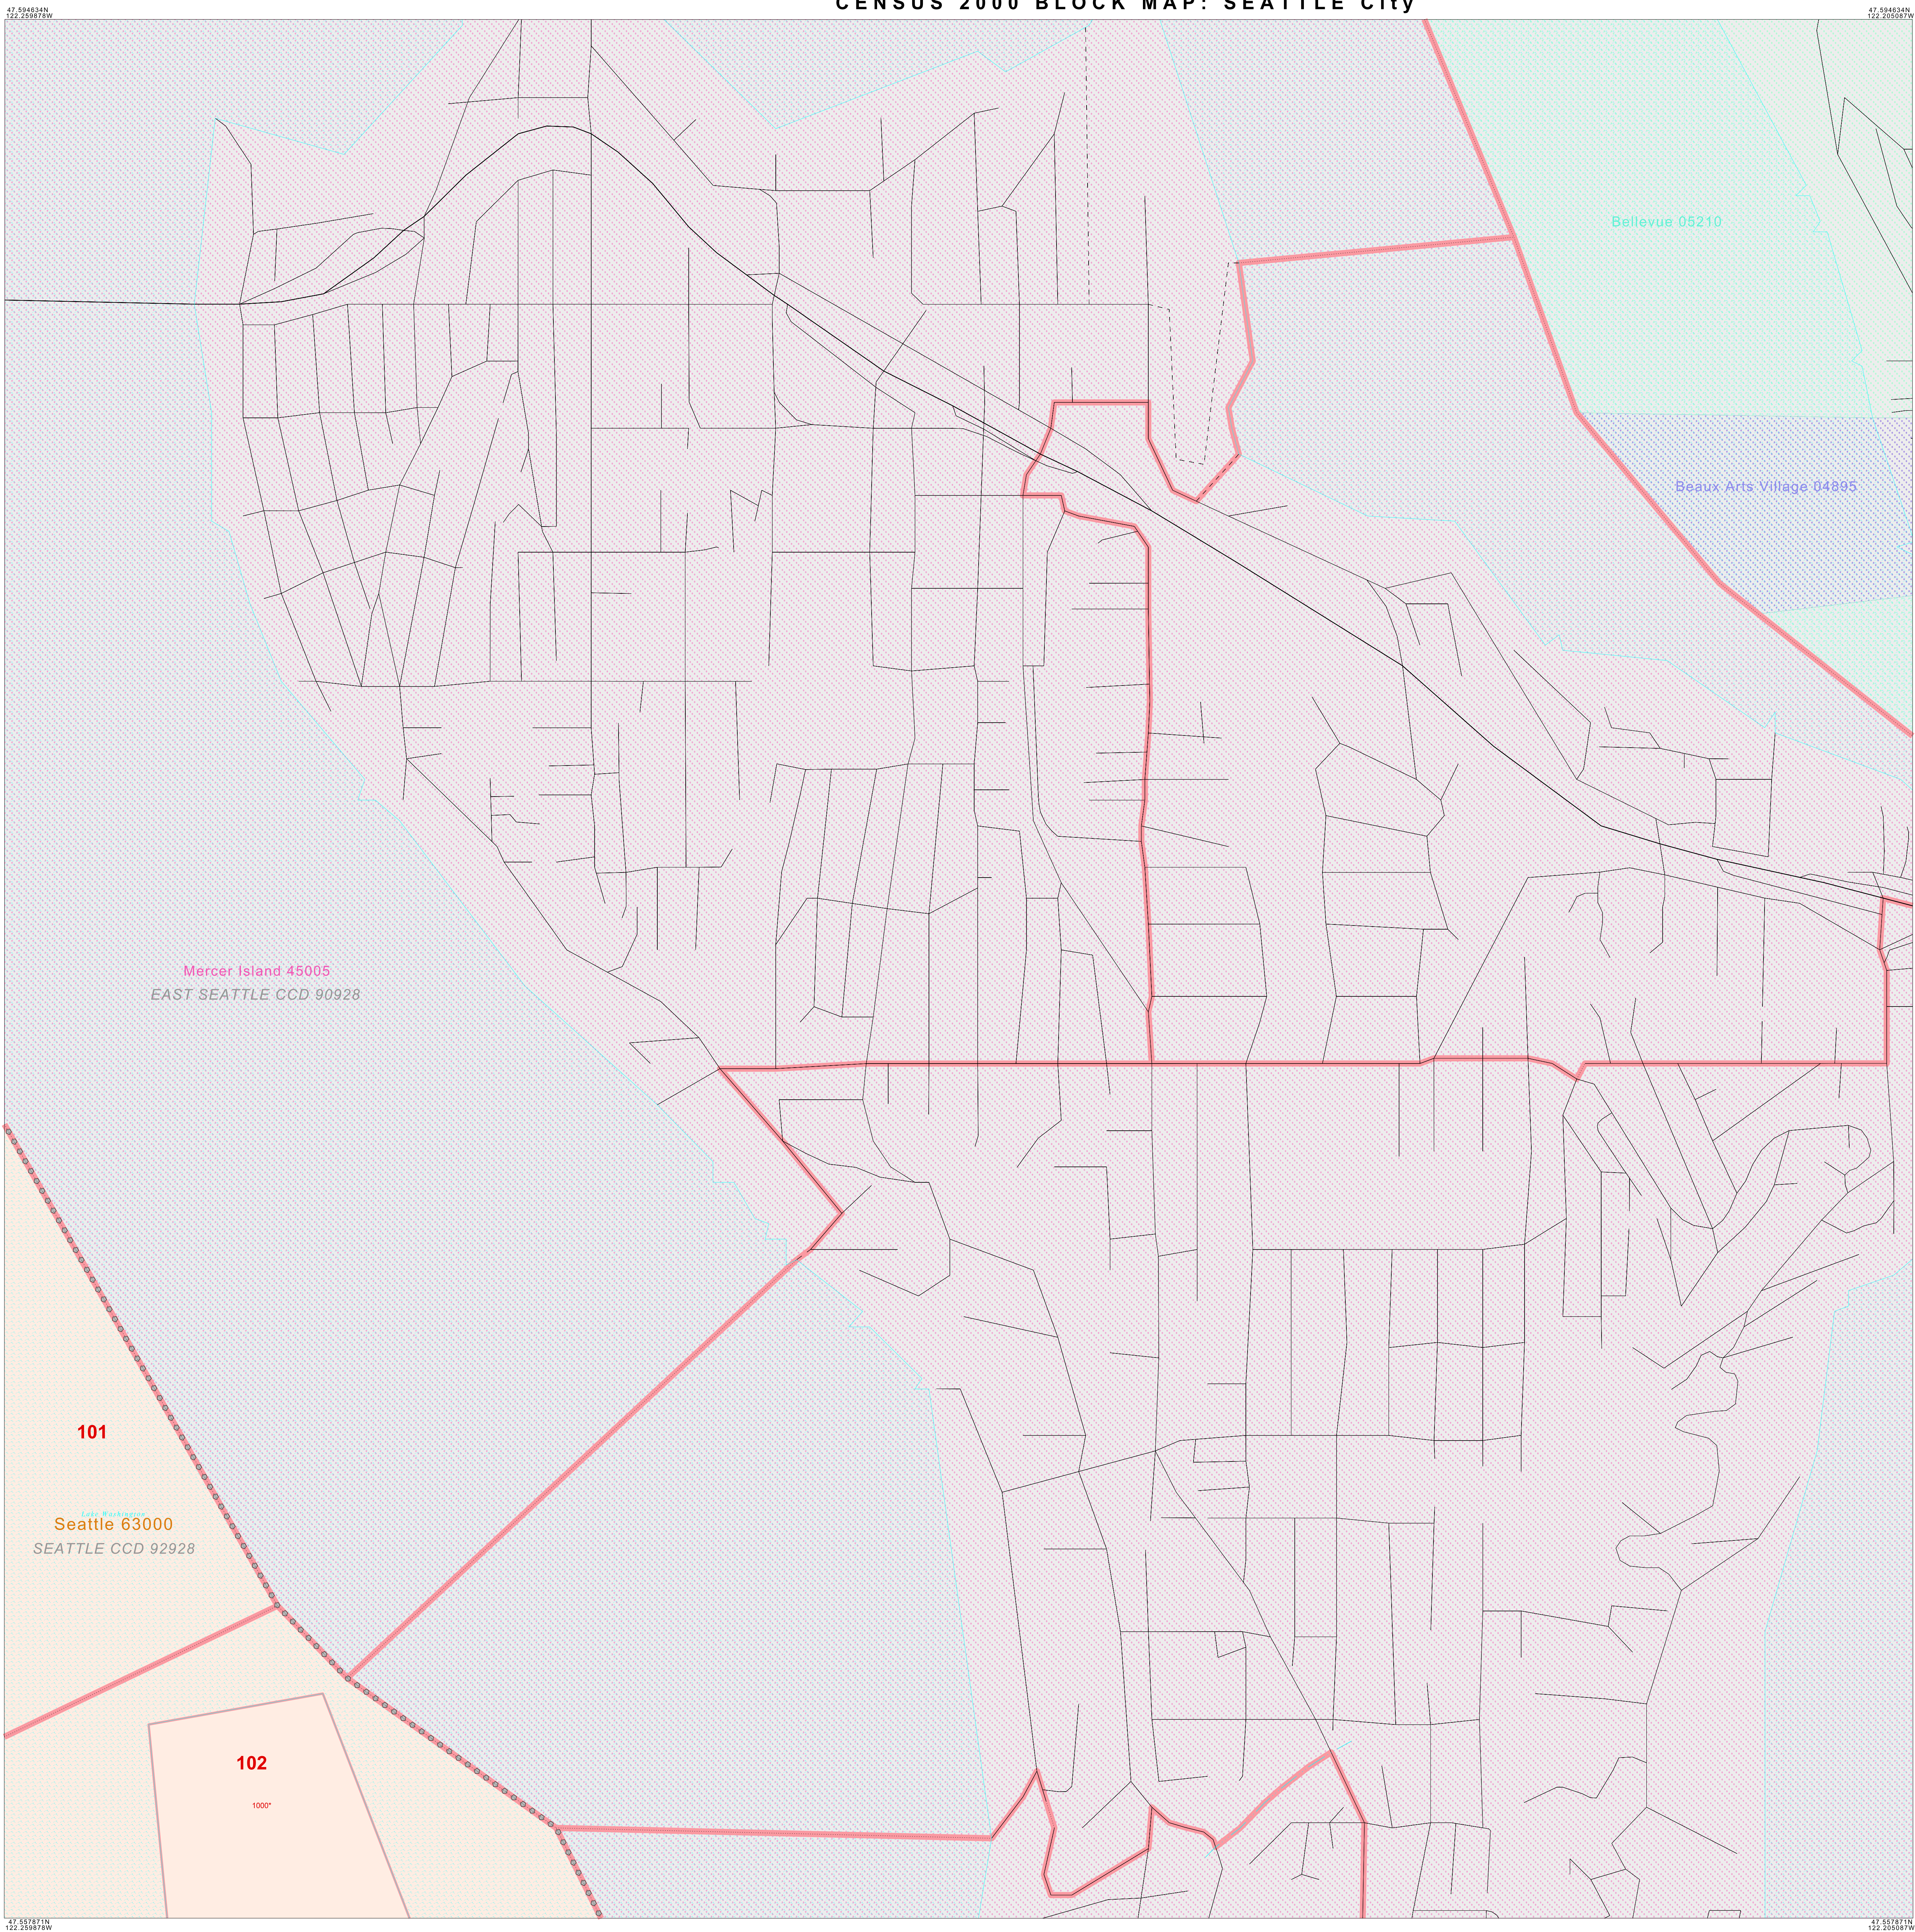 CENSUS 2000 BLOCK MAP: SEATTLE City
47.594634N
122.259878W
47.594634N
122.205087W
Bellevue 05210
Beaux Arts Village 04895
Mercer Island 45005
EAST SEATTLE CCD 90928
101
Lake Washington
Seattle 63000
SEATTLE CCD 92928
102
1000*
47.557871N
122.259878W
47.557871N
122.205087W